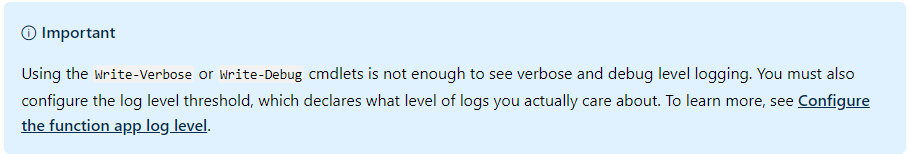 Important
Using the Write-Verbose or Write-Debug cmdlets is not enough to see verbose and debug level logging. You must also
configure the log level threshold, which declares what level of logs you actually care about. To learn more, see Configure
the function app log level.